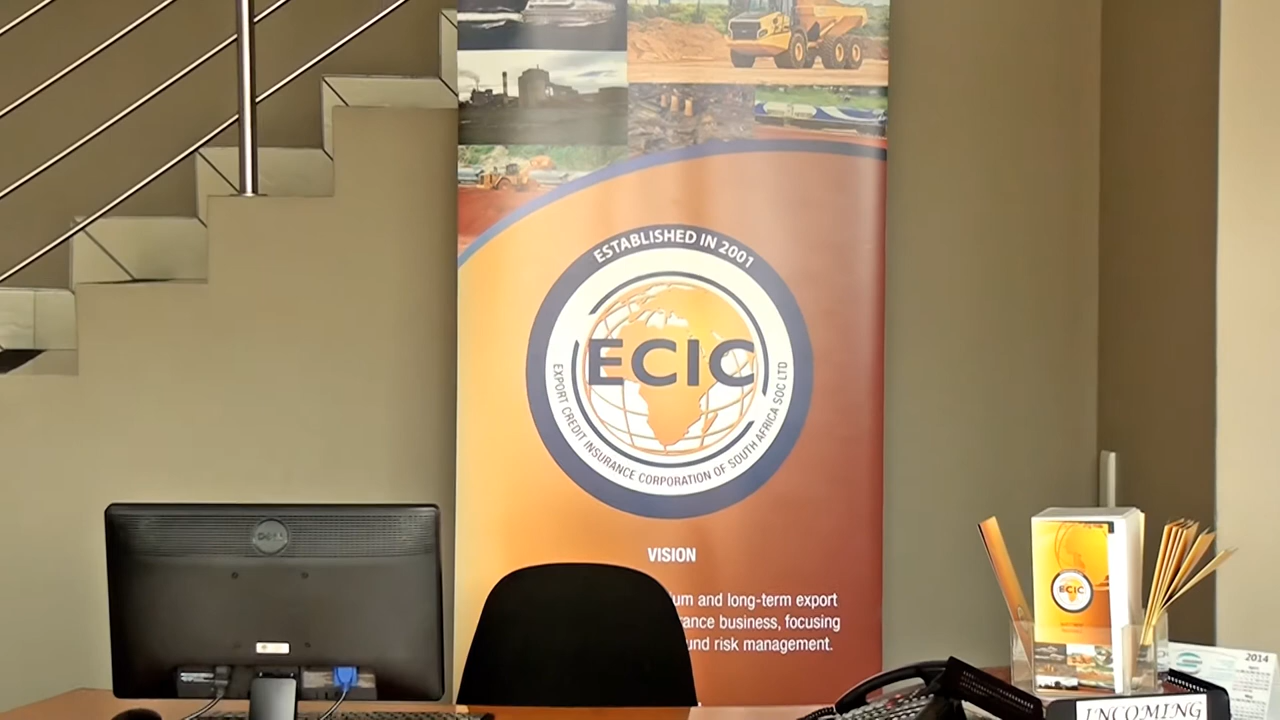 ESTABLISHED IN 2001
ECIC
EXPORT CREDIT INSURANCE CORPORATION OF SOUTH AFRICA SOC LTD
VISION
um and long-term export
ance business, focusing
und risk management.
DELL
ECIC
2014
INCOMING